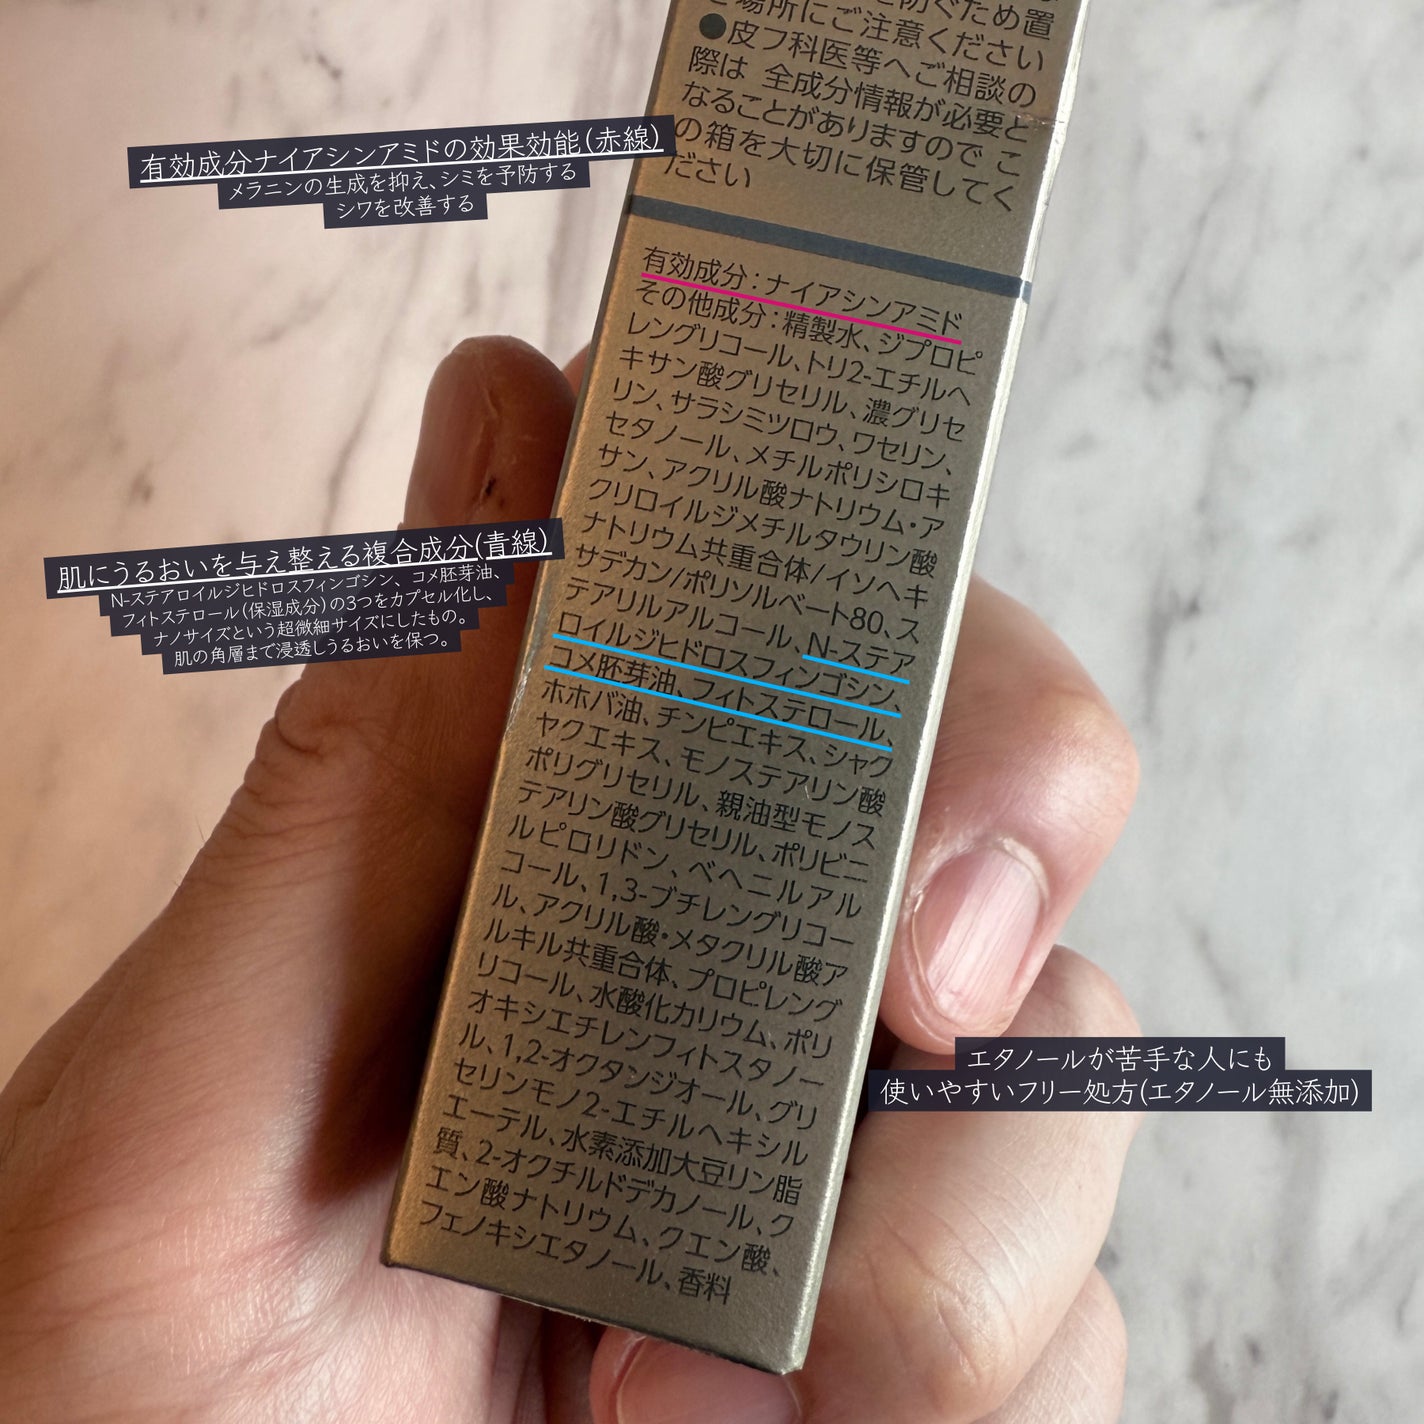 防ぐため置
場所にご注意ください
●皮フ科医等へご相談の
際は 全成分情報が必要と
なることがありますので こ
の箱を大切に保管してく
ださい
有効成分ナイアシンアミドの効果効能(赤線)
メラニンの生成を抑え、シミを予防する
シワを改善する
有効成分：ナイアシンアミド
その他成分：精製水、ジプロピ
レングリコール、トリ2-エチルヘ
キサン酸グリセリル、濃グリセ
リン、サラシミツロウ、ワセリン、
セタノール、メチルポリシロキ
サン、アクリル酸ナトリウム・ア
クリロイルジメチルタウリン酸
ナトリウム共重合体/イソヘキ
サデカン/ポリソルベート80、ス
テアリルアルコール、N-ステア
ロイルジヒドロスフィンゴシン、
コメ胚芽油、フィトステロール、
ホホバ油、チンピエキス、シャク
ヤクエキス、モノステアリン酸
ポリグリセリル、親油型モノス
テアリン酸グリセリル、ポリビニ
ルピロリドン、ベヘニルアル
コール、1,3-ブチレングリコー
ル、アクリル酸・メタクリル酸ア
ルキル共重合体、プロピレング
リコール、水酸化カリウム、ポリ
オキシエチレンフィトスタノー
ル、1,2-オクタンジオール、グリ
セリンモノ2-エチルヘキシル
エーテル、水素添加大豆リン脂
質、2-オクチルドデカノール、ク
エン酸ナトリウム、クエン酸、
フェノキシエタノール、香料
肌にうるおいを与え整える複合成分(青線)
N-ステアロイルジヒドロスフィンゴシン、コメ胚芽油、
フィトステロール(保湿成分)の3つをカプセル化し、
ナノサイズという超微細サイズにしたもの。
肌の角層まで浸透しうるおいを保つ。
エタノールが苦手な人にも
使いやすいフリー処方(エタノール無添加)